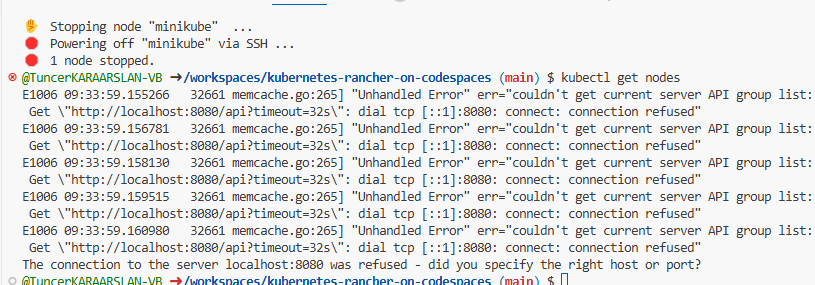 ✋ Stopping node "minikube" ...
🛑 Powering off "minikube" via SSH ...
🛑 1 node stopped.
@TuncerKARAARSLAN-VB ➜/workspaces/kubernetes-rancher-on-codespaces (main) $ kubectl get nodes
E1006 09:33:59.155266 32661 memcache.go:265] "Unhandled Error" err="couldn't get current server API group list:
Get \"http://localhost:8080/api?timeout=32s\": dial tcp [::1]:8080: connect: connection refused"
E1006 09:33:59.156781 32661 memcache.go:265] "Unhandled Error" err="couldn't get current server API group list:
Get \"http://localhost:8080/api?timeout=32s\": dial tcp [::1]:8080: connect: connection refused"
E1006 09:33:59.158130 32661 memcache.go:265] "Unhandled Error" err="couldn't get current server API group list:
Get \"http://localhost:8080/api?timeout=32s\": dial tcp [::1]:8080: connect: connection refused"
E1006 09:33:59.159515 32661 memcache.go:265] "Unhandled Error" err="couldn't get current server API group list:
Get \"http://localhost:8080/api?timeout=32s\": dial tcp [::1]:8080: connect: connection refused"
E1006 09:33:59.160980 32661 memcache.go:265] "Unhandled Error" err="couldn't get current server API group list:
Get \"http://localhost:8080/api?timeout=32s\": dial tcp [::1]:8080: connect: connection refused"
The connection to the server localhost:8080 was refused - did you specify the right host or port?
@TuncerKARAARSLAN-VB ➜/workspaces/kubernetes-rancher-on-codespaces (main) $